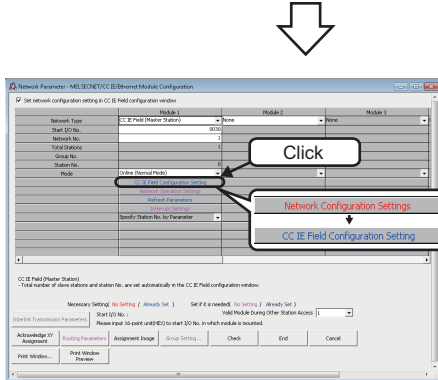 Network Parameter - MELSECNET/CC IE/Ethernet Module Configuration
Set network configuration setting in CC IE Field configuration window
Module 1 Module 2 Module 3
Network Type CC IE Field (Master Station) None None
Start I/O No. 0030
Network No. 1
Total Stations 3
Group No.
Station No. 0
Mode Online (Normal Mode)
CC IE Field Configuration Setting
Network Operation Settings
Refresh Parameters
Interrupt Settings
Specify Station No. by Parameter
Click
Network Configuration Settings
CC IE Field Configuration Setting
CC IE Field (Master Station)
- Total number of slave stations and station No. are set automatically in the CC IE Field configuration window.
Necessary Setting( No Setting / Already Set ) Set if it is needed( No Setting / Already Set )
Interlink Transmission Parameters Start I/O No. : Valid Module During Other Station Access 1
Please input 16-point unit(HEX) to start I/O No. in which module is mounted.
Acknowledge XY Assignment Routing Parameters Assignment Image Group Setting... Check End Cancel
Print Window... Print Window Preview